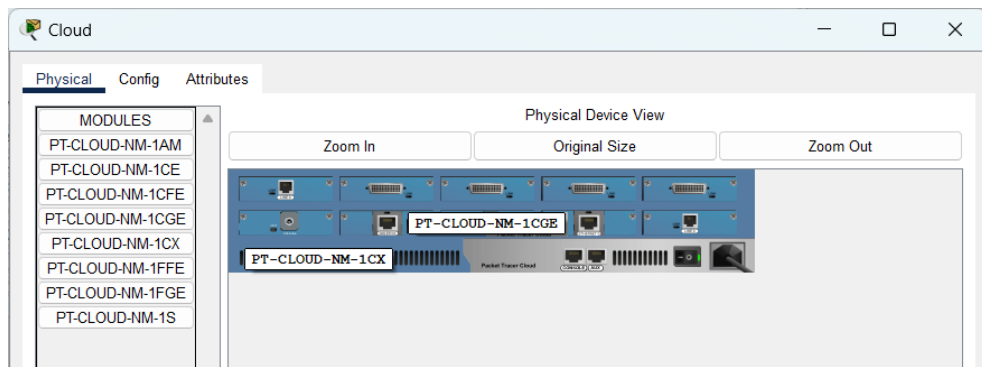 Cloud
Physical Config Attributes
MODULES
PT-CLOUD-NM-1AM
PT-CLOUD-NM-1CE
PT-CLOUD-NM-1CFE
PT-CLOUD-NM-1CGE
PT-CLOUD-NM-1CX
PT-CLOUD-NM-1FFE
PT-CLOUD-NM-1FGE
PT-CLOUD-NM-1S
Physical Device View
Zoom In Original Size Zoom Out
PT-CLOUD-NM-1CGE
PT-CLOUD-NM-1CX
Packet Tracer Cloud
CONSOLE AUX